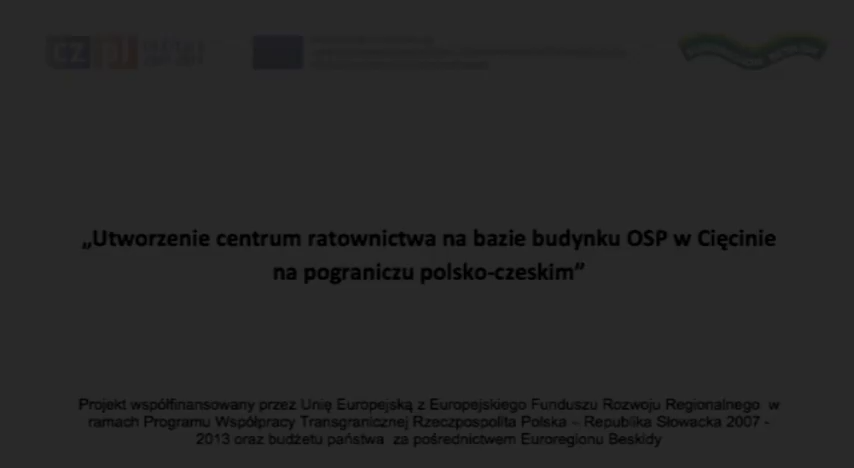 cz pl
„Utworzenie centrum ratownictwa na bazie budynku OSP w Cięcinie
na pograniczu polsko-czeskim”
Projekt współfinansowany przez Unię Europejską z Europejskiego Funduszu Rozwoju Regionalnego w
ramach Programu Współpracy Transgranicznej Rzeczpospolita Polska – Republika Słowacka 2007 -
2013 oraz budżetu państwa za pośrednictwem Euroregionu Beskidy